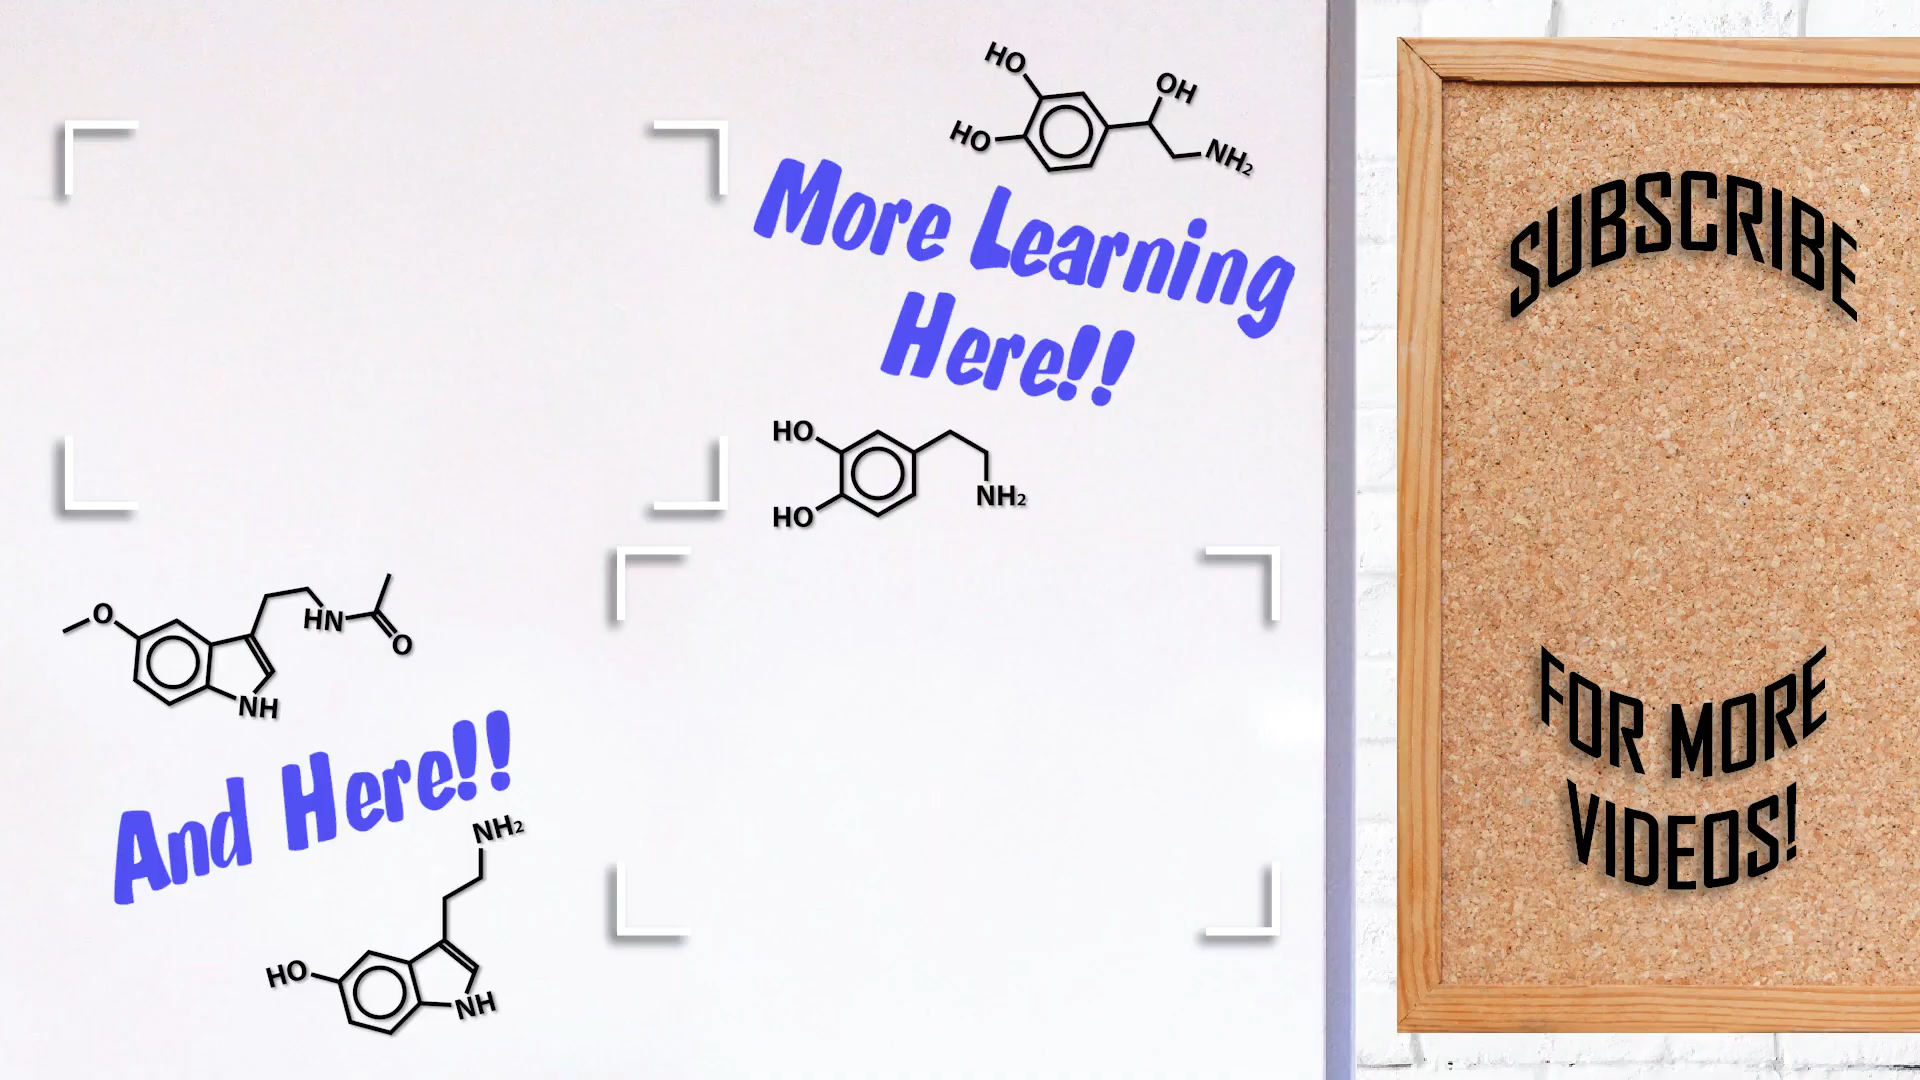 HO
OH
HO
NH₂
More Learning
Here!!
HO
HO
NH₂
O
HN
O
NH
And Here!!
NH₂
HO
NH
SUBSCRIBE
FOR MORE
VIDEOS!